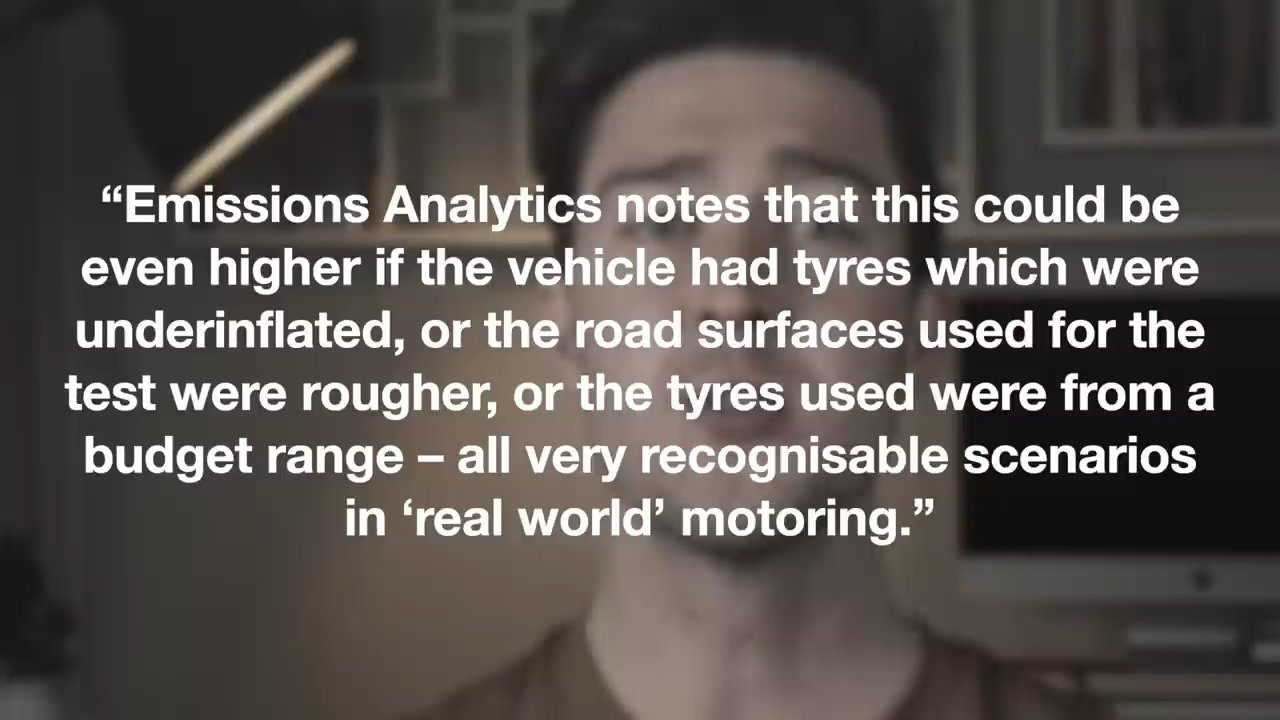 “Emissions Analytics notes that this could be
even higher if the vehicle had tyres which were
underinflated, or the road surfaces used for the
test were rougher, or the tyres used were from a
budget range – all very recognisable scenarios
in ‘real world’ motoring.”